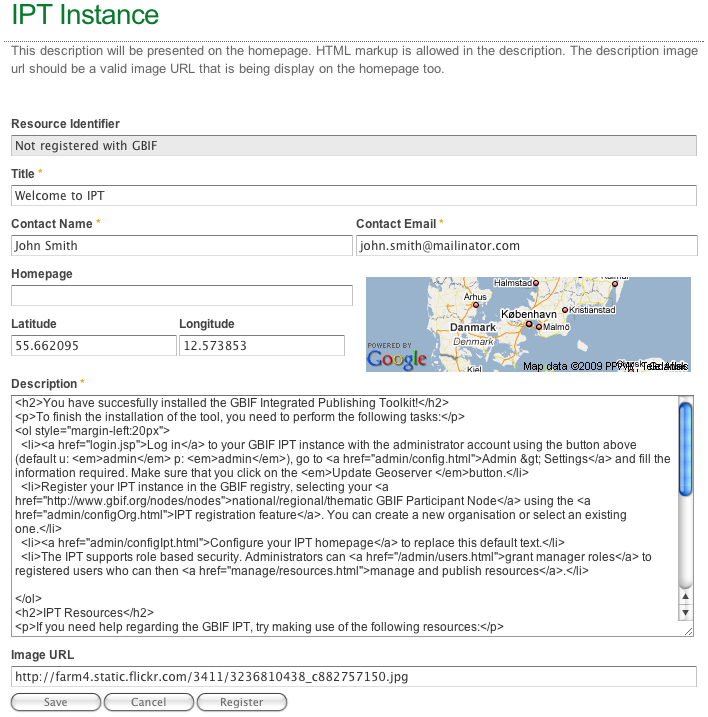 IPT Instance
This description will be presented on the homepage. HTML markup is allowed in the description. The description image
url should be a valid image URL that is being display on the homepage too.
Resource Identifier
Not registered with GBIF
Title *
Welcome to IPT
Contact Name * Contact Email *
John Smith john.smith@mailinator.com
Homepage
Halmstad
Århus
København
Kristianstad
Danmark
Malmö
Danmark
Kiel
POWERED BY
Google
Map data ©2009 PPWK, Tele Atlas
Latitude Longitude
55.662095 12.573853
Description *
<h2>You have succesfully installed the GBIF Integrated Publishing Toolkit!</h2>
<p>To finish the installation of the tool, you need to perform the following tasks:</p>
<ol style="margin-left:20px">
<li><a href="login.jsp">Log in</a> to your GBIF IPT instance with the administrator account using the button above
(default u: <em>admin</em> p: <em>admin</em>), go to <a href="admin/config.html">Admin &gt; Settings</a> and fill the
information required. Make sure that you click on the <em>Update Geoserver </em>button.</li>
<li>Register your IPT instance in the GBIF registry, selecting your <a
href="http://www.gbif.org/nodes/nodes">national/regional/thematic GBIF Participant Node</a> using the <a
href="admin/configOrg.html">IPT registration feature</a>. You can create a new organisation or select an existing
one.</li>
<li><a href="admin/configIpt.html">Configure your IPT homepage</a> to replace this default text.</li>
<li>The IPT supports role based security. Administrators can <a href="/admin/users.html">grant manager roles</a> to
registered users who can then <a href="manage/resources.html">manage and publish resources</a>.</li>
</ol>
<h2>IPT Resources</h2>
<p>If you need help regarding the GBIF IPT, try making use of the following resources:</p>
Image URL
http://farm4.static.flickr.com/3411/3236810438_c882757150.jpg
Save Cancel Register